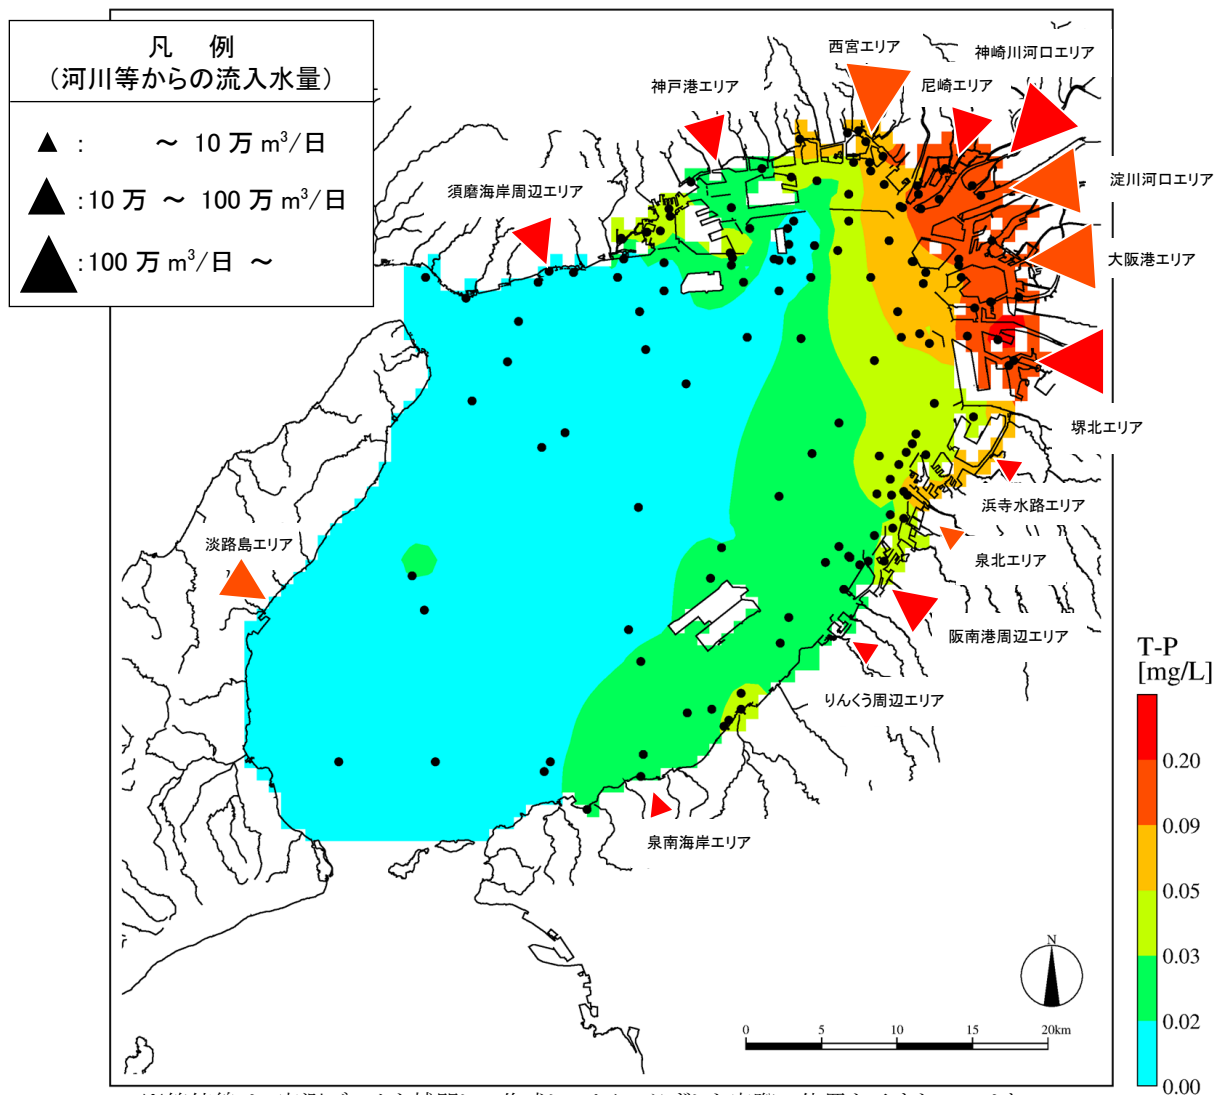 凡 例
（河川等からの流入水量）
： ～ 10 万 m³/日
：10 万 ～ 100 万 m³/日
：100 万 m³/日 ～
西宮エリア
神崎川河口エリア
神戸港エリア
尼崎エリア
須磨海岸周辺エリア
淀川河口エリア
大阪港エリア
堺北エリア
浜寺水路エリア
淡路島エリア
泉北エリア
阪南港周辺エリア
りんくう周辺エリア
泉南海岸エリア
T-P
[mg/L]
0.20
0.09
0.05
0.03
0.02
0.00
N
0 5 10 15 20km